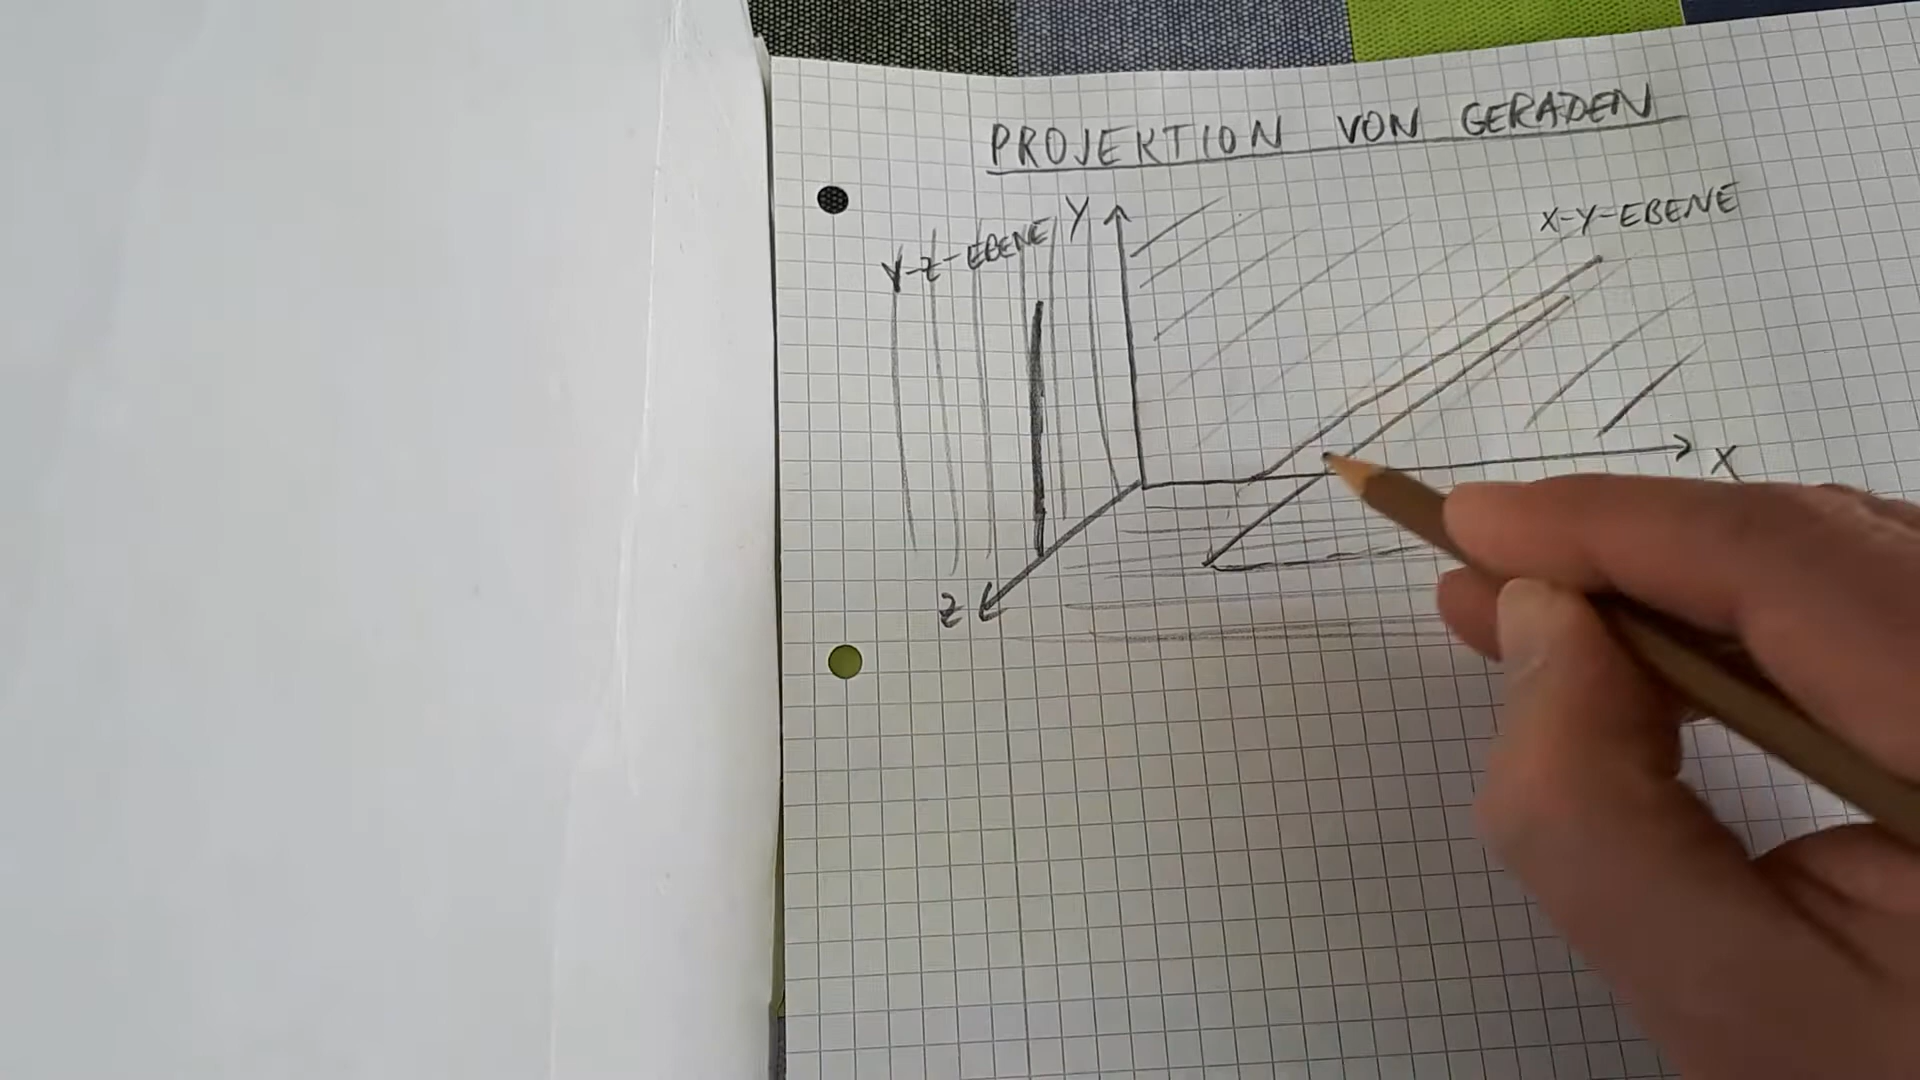 PROJEKTION VON GERADEN
X-Y-EBENE
Y
Y-Z-EBENE
X
Z